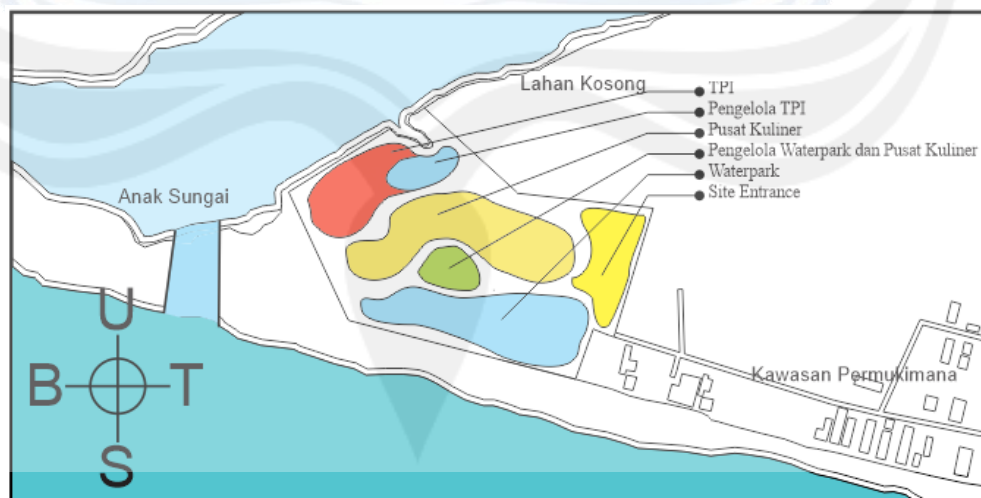 Lahan Kosong
TPI
Pengelola TPI
Pusat Kuliner
Pengelola Waterpark dan Pusat Kuliner
Waterpark
Site Entrance
Anak Sungai
U
B T
S
Kawasan Permukimana